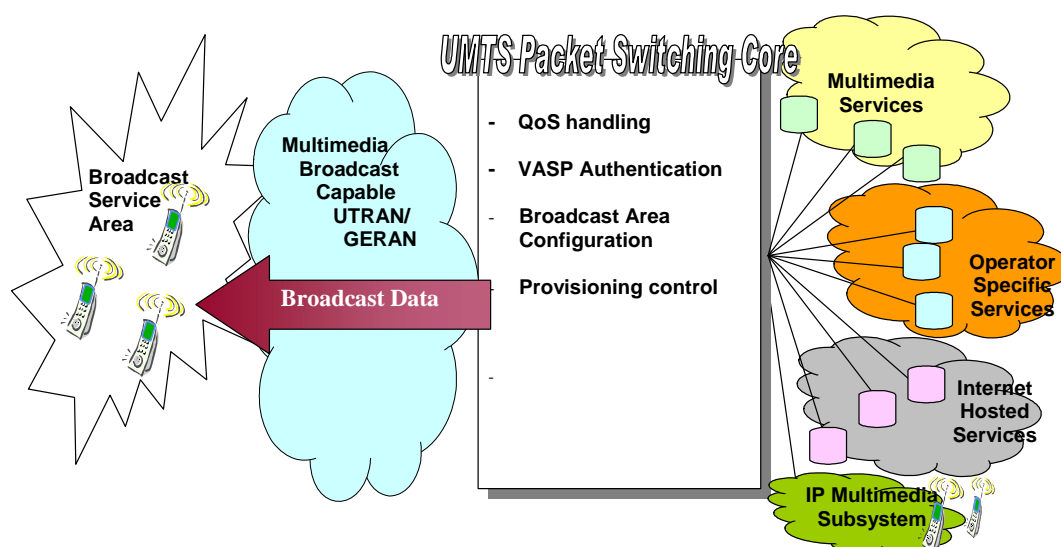 UMTS Packet Switching Core
Broadcast
Service
Area
Multimedia
Broadcast
Capable
UTRAN/
GERAN
Broadcast Data
- QoS handling
- VASP Authentication
- Broadcast Area
Configuration
- Provisioning control
-
Multimedia
Services
Operator
Specific
Services
Internet
Hosted
Services
IP Multimedia
Subsystem